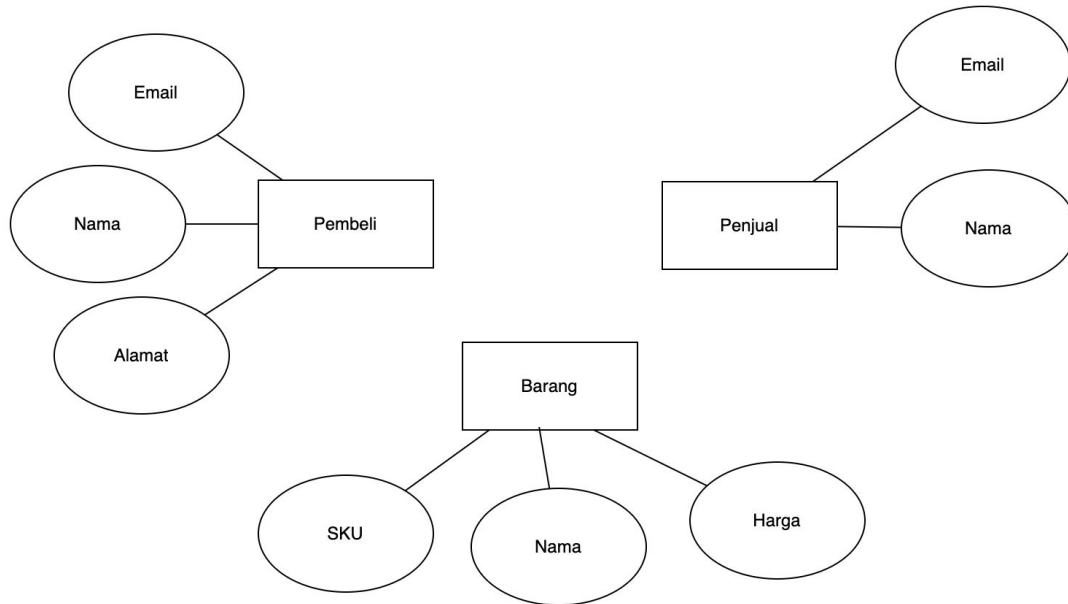 Email
Email
Nama
Pembeli
Penjual
Nama
Alamat
Barang
SKU
Nama
Harga